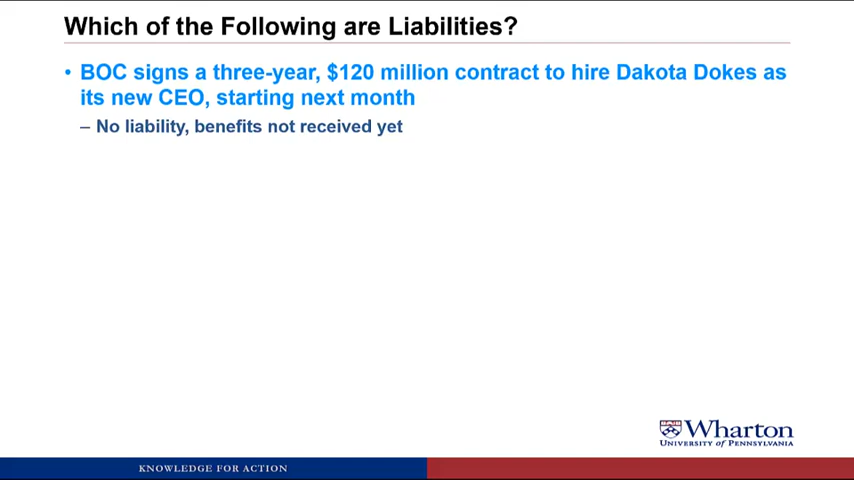 Which of the Following are Liabilities?
• BOC signs a three-year, $120 million contract to hire Dakota Dokes as
its new CEO, starting next month
– No liability, benefits not received yet
Wharton
UNIVERSITY OF PENNSYLVANIA
KNOWLEDGE FOR ACTION